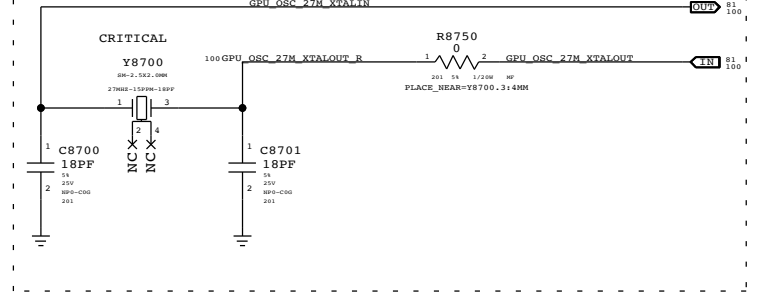 GPU_OSC_27M_XTALIN
OUT
81
100
CRITICAL
R8750
0
Y8700
100
GPU_OSC_27M_XTALOUT_R
1
2
GPU_OSC_27M_XTALOUT
IN
81
100
SM-2.5X2.0MM
201 5% 1/20W MF
27MHZ-15PPM-18PF
PLACE_NEAR=Y8700.3:4MM
1
3
2
4
NC
NC
1
C8700
18PF
5%
25V
NP0-C0G
201
2
1
C8701
18PF
5%
25V
NP0-C0G
201
2